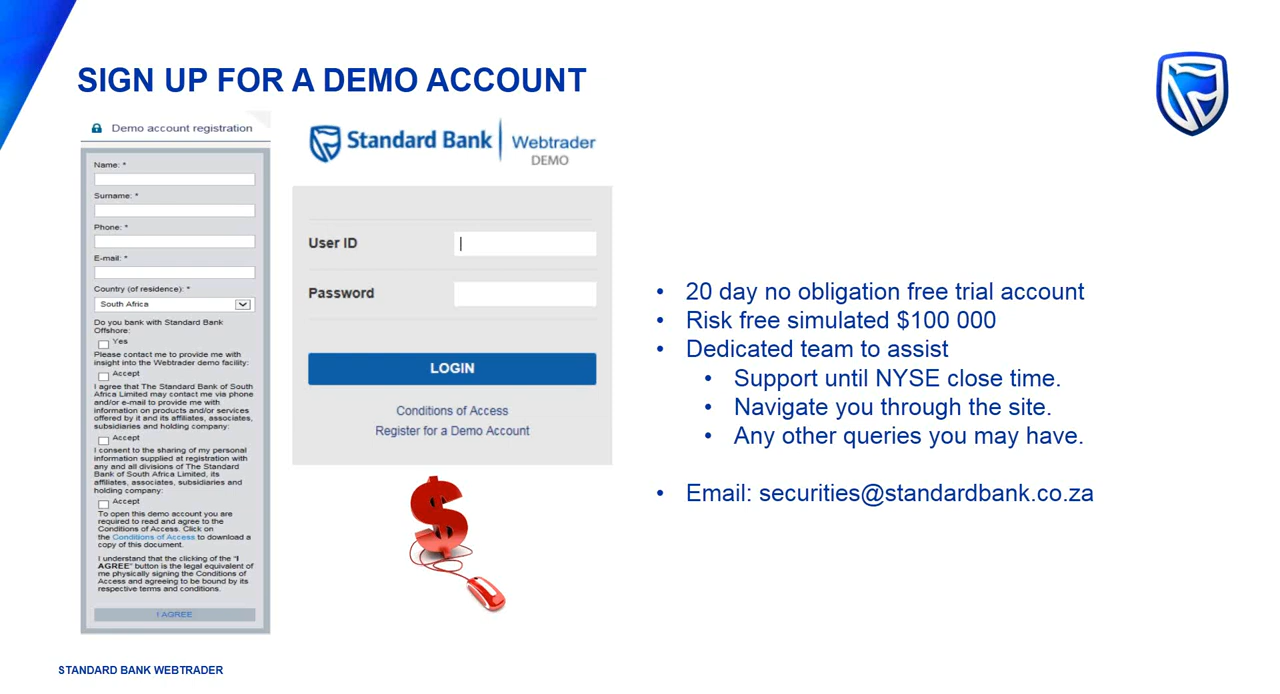 SIGN UP FOR A DEMO ACCOUNT
Demo account registration
Name: *
Surname: *
Phone: *
E-mail: *
Country (of residence): *
South Africa
Do you bank with Standard Bank
Offshore:
Yes
Please contact me to provide me with
insight into the Webtrader demo facility:
Accept
I agree that The Standard Bank of South
Africa Limited may contact me via phone
and/or e-mail to provide me with
information on products and/or services
offered by it and its affiliates, associates,
subsidiaries and holding company:
Accept
I consent to the sharing of my personal
information supplied at registration with
any and all divisions of The Standard
Bank of South Africa Limited, its
affiliates, associates, subsidiaries and
holding company:
Accept
To open this demo account you are
required to read and agree to the
Conditions of Access. Click on
the Conditions of Access to download a
copy of this document.
I understand that the clicking of the "I
AGREE" button is the legal equivalent of
me physically signing the Conditions of
Access and agreeing to be bound by its
respective terms and conditions.
I AGREE
Standard Bank
Webtrader
DEMO
User ID
Password
LOGIN
Conditions of Access
Register for a Demo Account
$
• 20 day no obligation free trial account
• Risk free simulated $100 000
• Dedicated team to assist
• Support until NYSE close time.
• Navigate you through the site.
• Any other queries you may have.
• Email: securities@standardbank.co.za
STANDARD BANK WEBTRADER